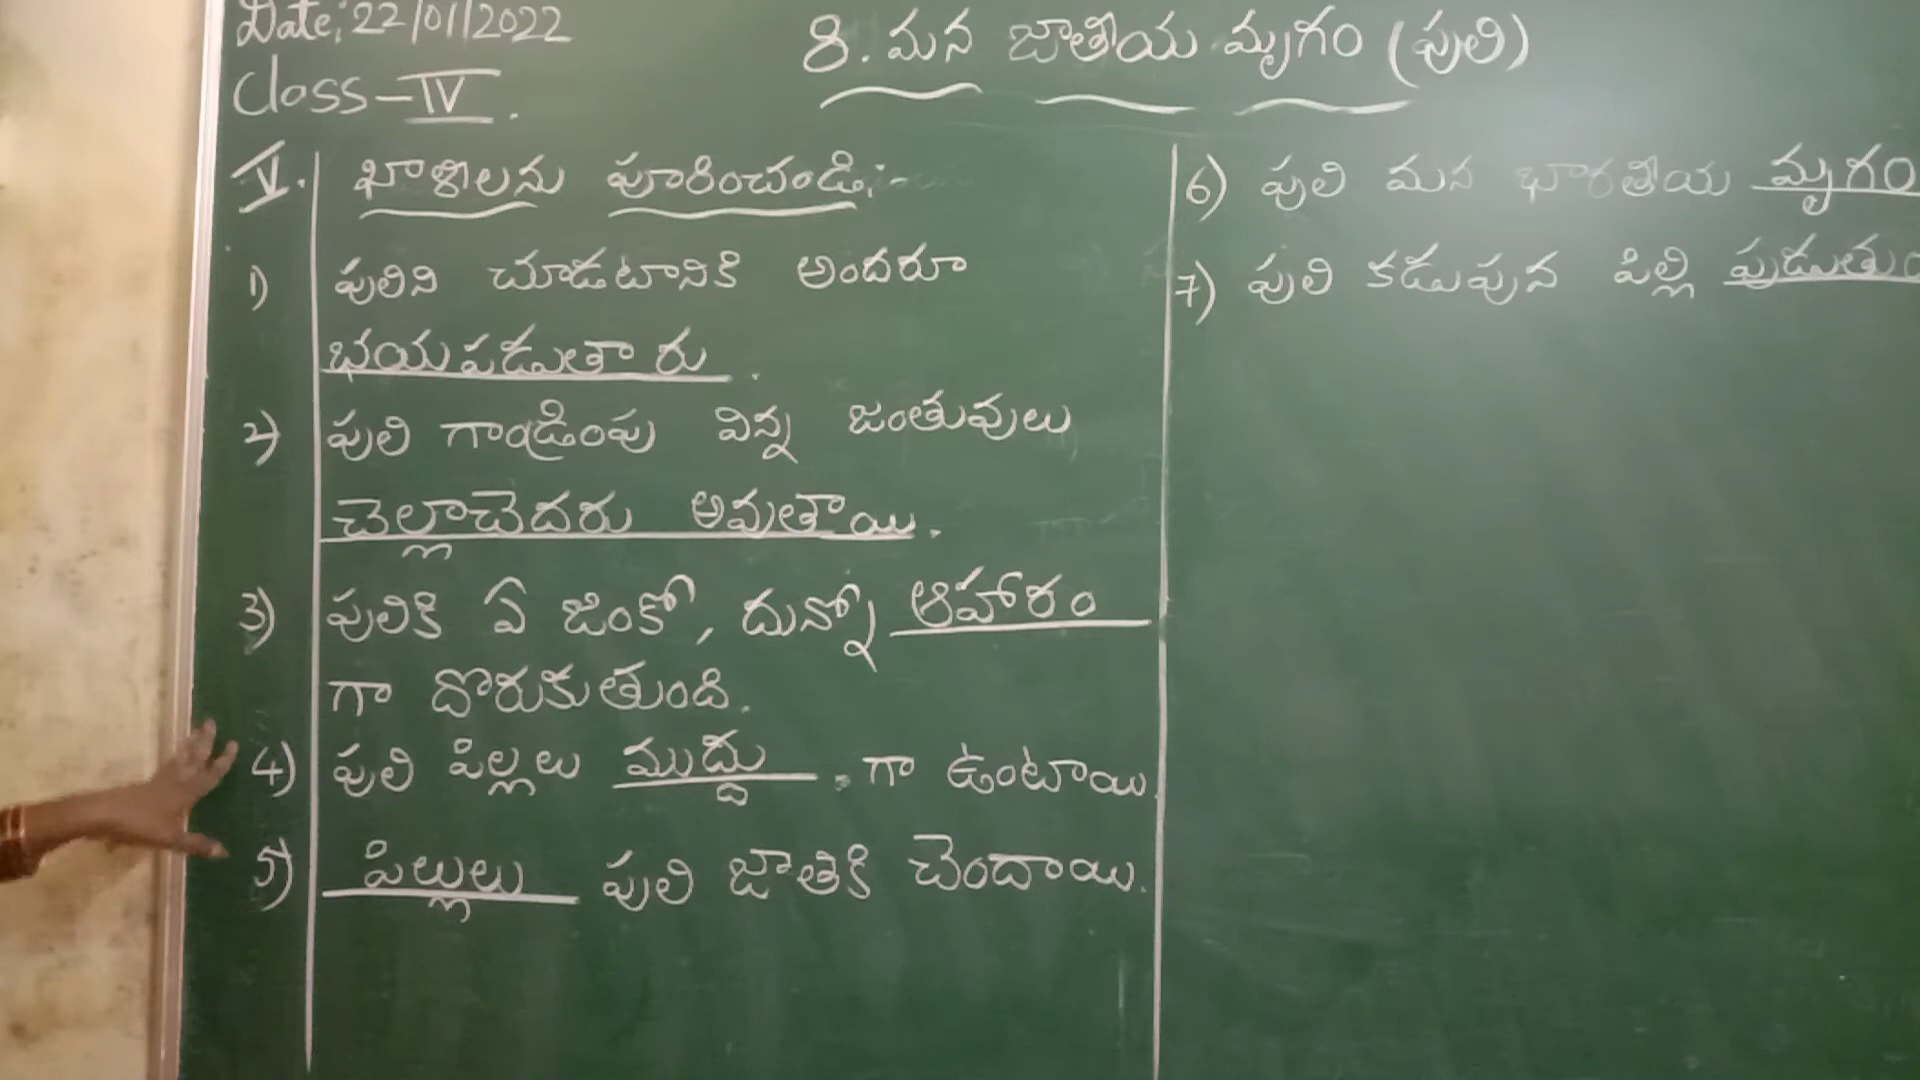 Date: 22/01/2022
8. మన జాతీయ మృగం (పులి)
Class-IV.
V. ఖాళీలను పూరించండి:-
1) పులిని చూడటానికి అందరూ
భయపడుతారు.
2) పులి గాండ్రింపు విన్న జంతువులు
చెల్లాచెదరు అవుతాయి.
3) పులికి ఏ జింకో, దున్నో ఆహారం
గా దొరుకుతుంది.
4) పులి పిల్లలు ముద్దు. గా ఉంటాయి.
5) పిల్లులు పులి జాతికి చెందాయి.
6) పులి మన భారతీయ మృగం
7) పులి కడుపున పిల్లి